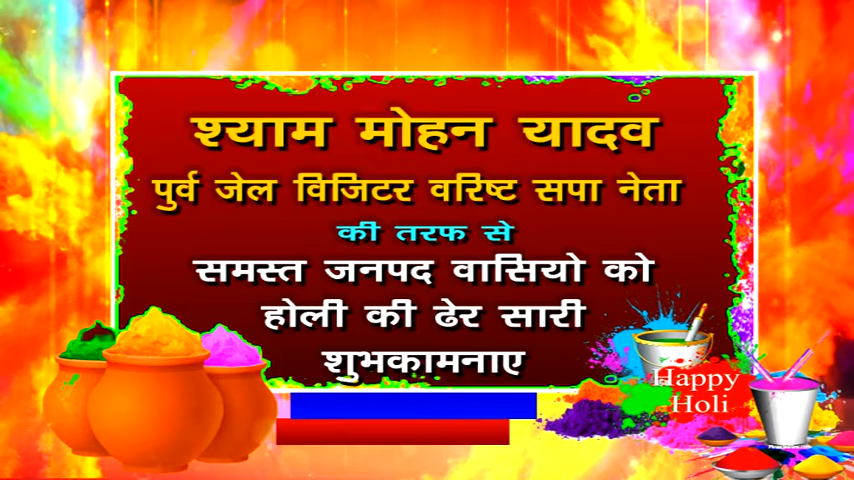 श्याम मोहन यादव
पुर्व जेल विजिटर वरिष्ट सपा नेता
की तरफ से
समस्त जनपद वासियो को
होली की ढेर सारी
शुभकामनाए
Happy
Holi